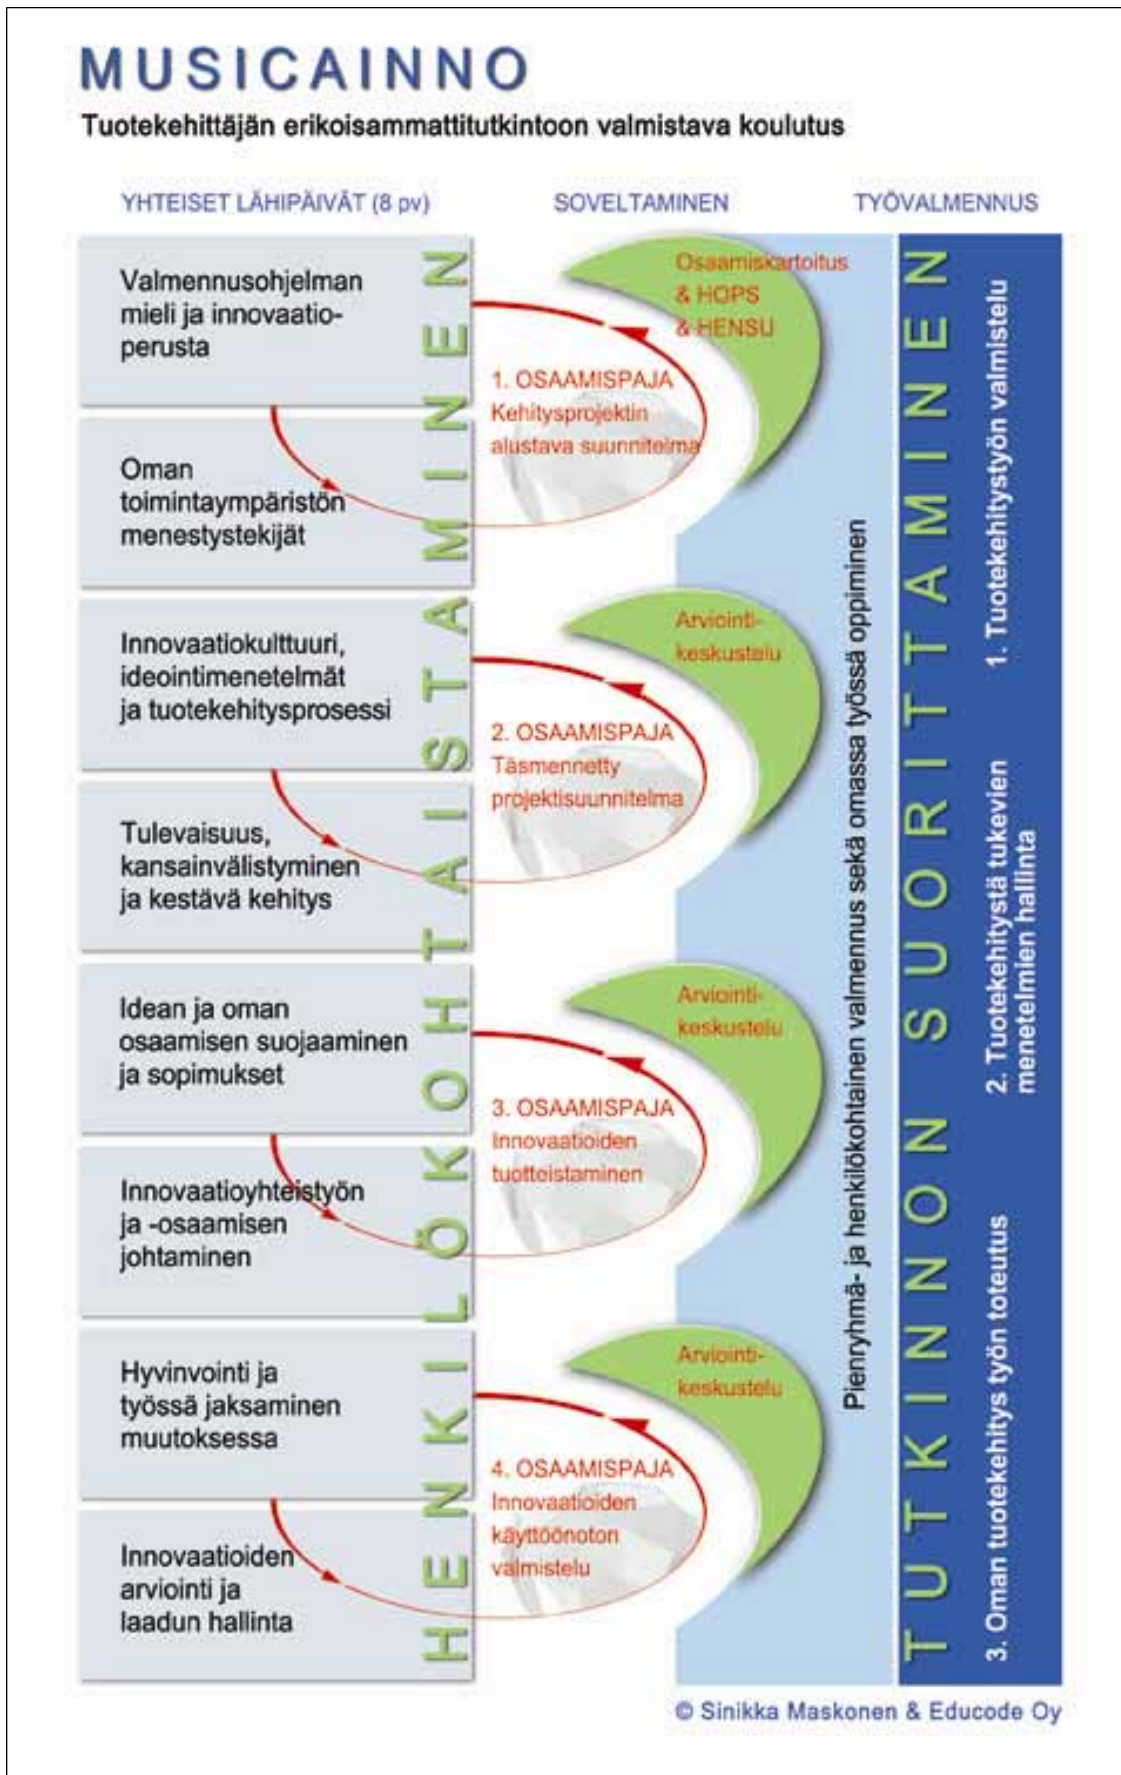 MUSICAINNO
Tuotekehittäjän erikoisammattitutkintoon valmistava koulutus
YHTEISET LÄHIPÄIVÄT (8 pv)
SOVELTAMINEN
TYÖVALMENNUS
Valmennusohjelman
mieli ja innovaatio-
perusta
Oman
toimintaympäristön
menestystekijät
Innovaatiokulttuuri,
ideointimenetelmät
ja tuotekehitysprosessi
Tulevaisuus,
kansainvälistyminen
ja kestävä kehitys
Idean ja oman
osaamisen suojaaminen
ja sopimukset
Innovaatioyhteistyön
ja -osaamisen
johtaminen
Hyvinvointi ja
työssä jaksaminen
muutoksessa
Innovaatioiden
arviointi ja
laadun hallinta
HENKILÖKOHTAISTAMINEN
Osaamiskartoitus
& HOPS
& HENSU
1. OSAAMISPAJA
Kehitysprojektin
alustava suunnitelma
Arviointi-
keskustelu
2. OSAAMISPAJA
Täsmennetty
projektisuunnitelma
Arviointi-
keskustelu
3. OSAAMISPAJA
Innovaatioiden
tuotteistaminen
Arviointi-
keskustelu
4. OSAAMISPAJA
Innovaatioiden
käyttöönoton
valmistelu
Pienryhmä- ja henkilökohtainen valmennus sekä omassa työssä oppiminen
TUTKINNON SUORITTAMINEN
1. Tuotekehitystyön valmistelu
2. Tuotekehitystä tukevien
menetelmien hallinta
3. Oman tuotekehitys työn toteutus
© Sinikka Maskonen & Educode Oy